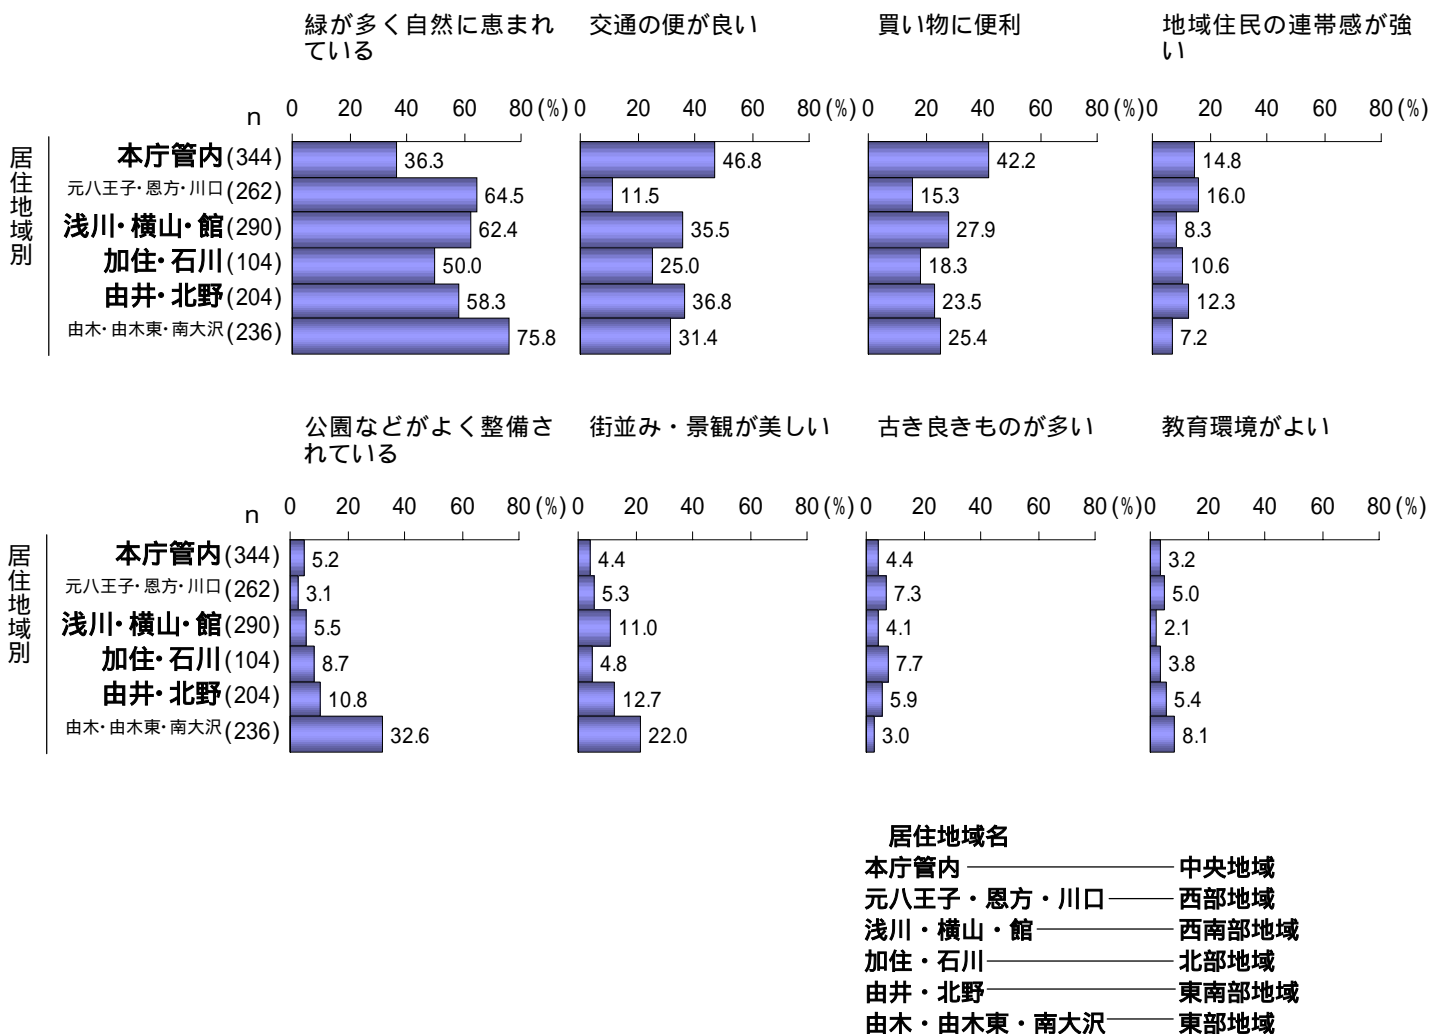 緑が多く自然に恵まれ 交通の便が良い 買い物に便利 地域住民の連帯感が強
ている い
n 0 20 40 60 80(%) 0 20 40 60 80(%) 0 20 40 60 80(%) 0 20 40 60 80(%)
居住地域別
本庁管内(344) 36.3 46.8 42.2 14.8
元八王子・恩方・川口(262) 64.5 11.5 15.3 16.0
浅川・横山・館(290) 62.4 35.5 27.9 8.3
加住・石川(104) 50.0 25.0 18.3 10.6
由井・北野(204) 58.3 36.8 23.5 12.3
由木・由木東・南大沢(236) 75.8 31.4 25.4 7.2
公園などがよく整備さ 街並み・景観が美しい 古き良きものが多い 教育環境がよい
れている
n 0 20 40 60 80(%) 0 20 40 60 80(%) 0 20 40 60 80(%) 0 20 40 60 80(%)
居住地域別
本庁管内(344) 5.2 4.4 4.4 3.2
元八王子・恩方・川口(262) 3.1 5.3 7.3 5.0
浅川・横山・館(290) 5.5 11.0 4.1 2.1
加住・石川(104) 8.7 4.8 7.7 3.8
由井・北野(204) 10.8 12.7 5.9 5.4
由木・由木東・南大沢(236) 32.6 22.0 3.0 8.1
居住地域名
本庁管内 中央地域
元八王子・恩方・川口 西部地域
浅川・横山・館 西南部地域
加住・石川 北部地域
由井・北野 東南部地域
由木・由木東・南大沢 東部地域